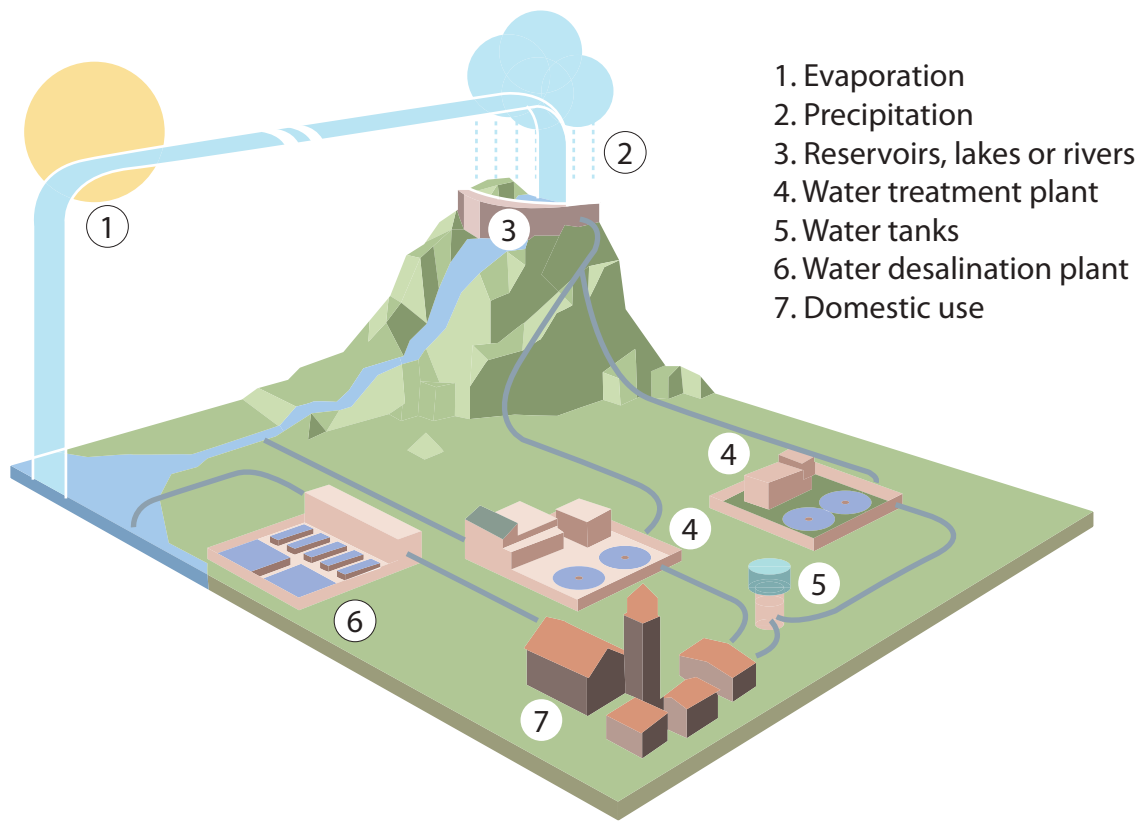 1. Evaporation
2. Precipitation
3. Reservoirs, lakes or rivers
4. Water treatment plant
5. Water tanks
6. Water desalination plant
7. Domestic use
2
1
3
4
4
5
6
7